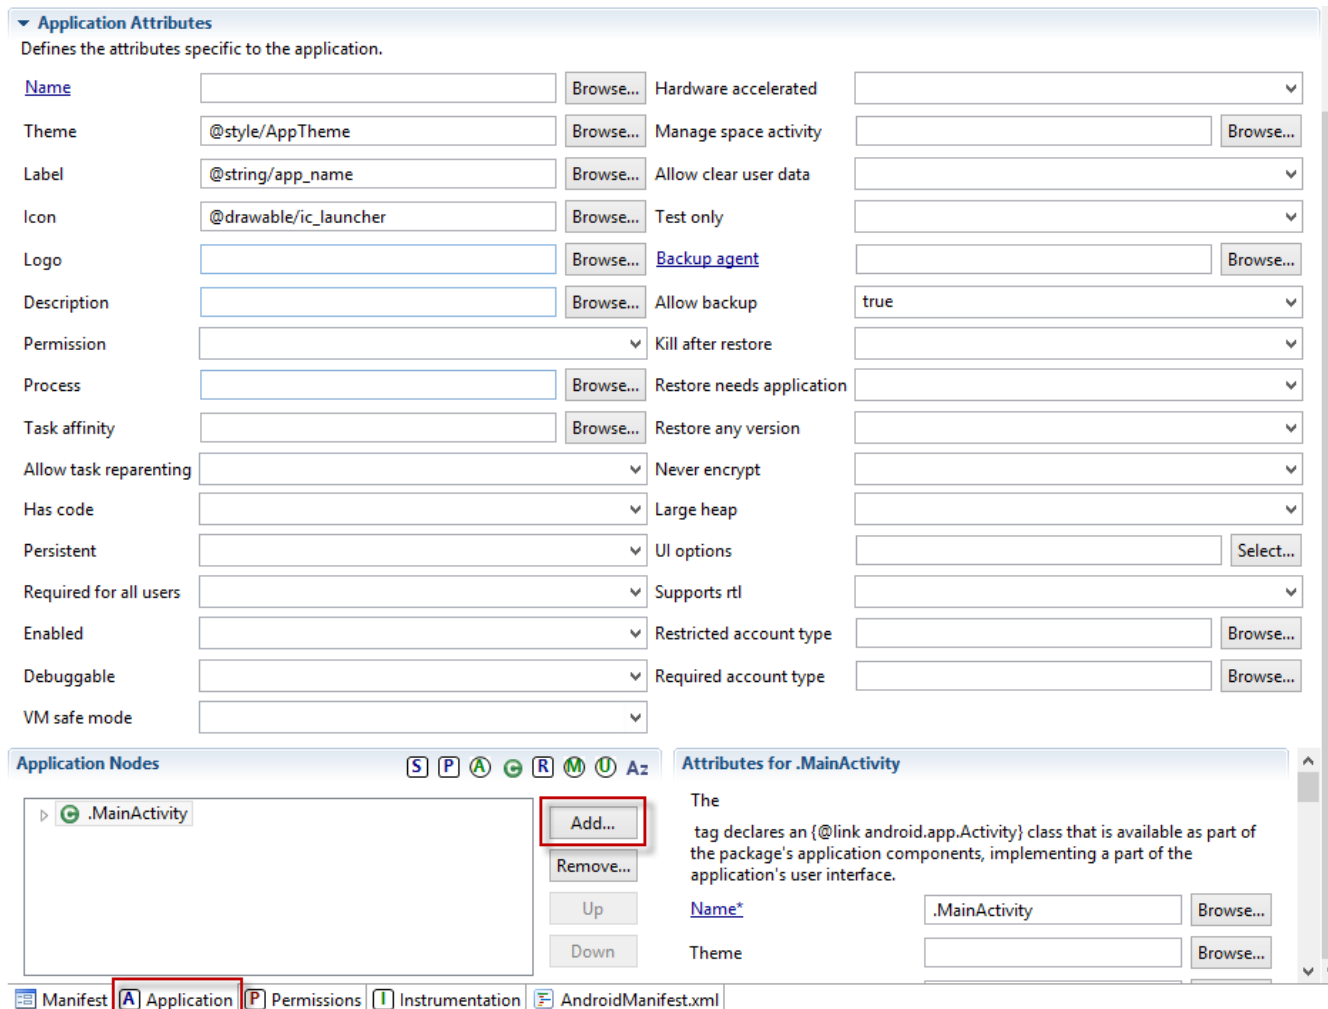 Application Attributes
Defines the attributes specific to the application.
Name Browse... Hardware accelerated
Theme @style/AppTheme Browse... Manage space activity Browse...
Label @string/app_name Browse... Allow clear user data
Icon @drawable/ic_launcher Browse... Test only
Logo Browse... Backup agent Browse...
Description Browse... Allow backup true
Permission Kill after restore
Process Browse... Restore needs application
Task affinity Browse... Restore any version
Allow task reparenting Never encrypt
Has code Large heap
Persistent UI options Select...
Required for all users Supports rtl
Enabled Restricted account type Browse...
Debuggable Required account type Browse...
VM safe mode
Application Nodes S P A C R M U Az
C .MainActivity
Add...
Remove...
Up
Down
Attributes for .MainActivity
The
tag declares an {@link android.app.Activity} class that is available as part of
the package's application components, implementing a part of the
application's user interface.
Name* .MainActivity Browse...
Theme Browse...
Manifest A Application P Permissions I Instrumentation F AndroidManifest.xml